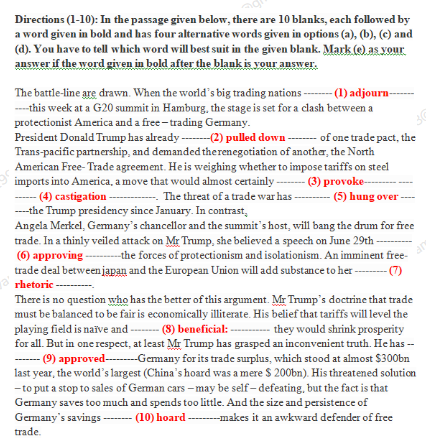 Directions (1-10): In the passage given below, there are 10 blanks, each followed by
a word given in bold and has four alternative words given in options (a), (b), (c) and
(d). You have to tell which word will best suit in the given blank. Mark (e) as your
answer if the word given in bold after the blank is your answer.
The battle-line are drawn. When the world's big trading nations -------- (1) adjourn-------
----this week at a G20 summit in Hamburg, the stage is set for a clash between a
protectionist America and a free – trading Germany.
President Donald Trump has already --------(2) pulled down -------- of one trade pact, the
Trans-pacific partnership, and demanded the renegotiation of another, the North
American Free- Trade agreement. He is weighing whether to impose tariffs on steel
imports into America, a move that would almost certainly -------- (3) provoke--------- ----
------ (4) castigation -------------. The threat of a trade war has ---------- (5) hung over ----
----the Trump presidency since January. In contrast,
Angela Merkel, Germany's chancellor and the summit's host, will bang the drum for free
trade. In a thinly veiled attack on Mr Trump, she believed a speech on June 29th ----------
(6) approving ----------the forces of protectionism and isolationism. An imminent free-
trade deal between japan and the European Union will add substance to her --------- (7)
rhetoric ----------.
There is no question who has the better of this argument. Mr Trump's doctrine that trade
must be balanced to be fair is economically illiterate. His belief that tariffs will level the
playing field is naïve and -------- (8) beneficial: ----------- they would shrink prosperity
for all. But in one respect, at least Mr Trump has grasped an inconvenient truth. He has --
------- (9) approved---------Germany for its trade surplus, which stood at almost $300bn
last year, the world's largest (China's hoard was a mere $ 200bn). His threatened solution
– to put a stop to sales of German cars – may be self – defeating, but the fact is that
Germany saves too much and spends too little. And the size and persistence of
Germany's savings -------- (10) hoard ---------makes it an awkward defender of free
trade.